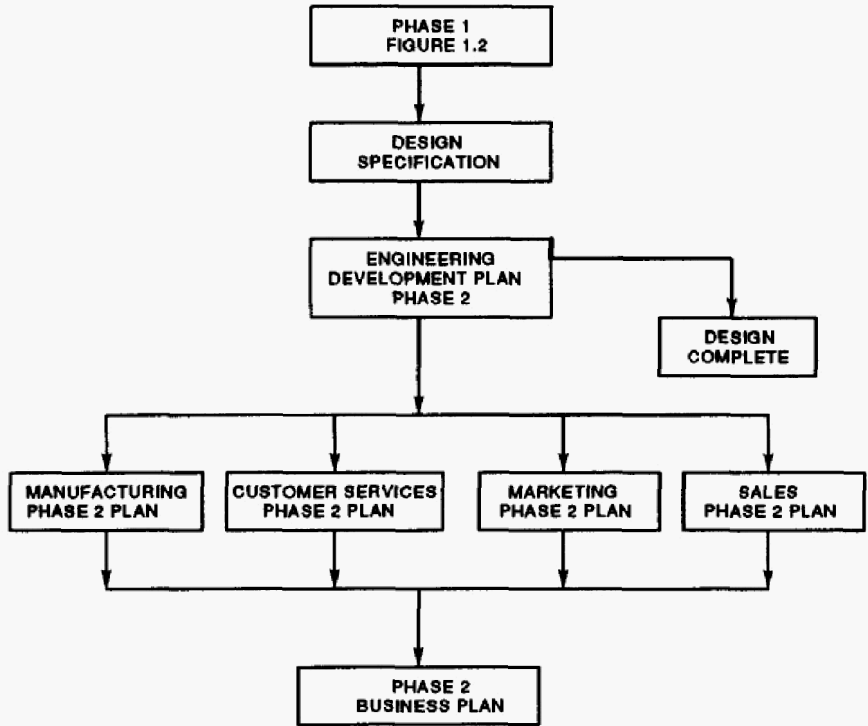 PHASE 1
FIGURE 1.2
DESIGN
SPECIFICATION
ENGINEERING
DEVELOPMENT PLAN
PHASE 2
DESIGN
COMPLETE
MANUFACTURING
PHASE 2 PLAN
CUSTOMER SERVICES
PHASE 2 PLAN
MARKETING
PHASE 2 PLAN
SALES
PHASE 2 PLAN
PHASE 2
BUSINESS PLAN